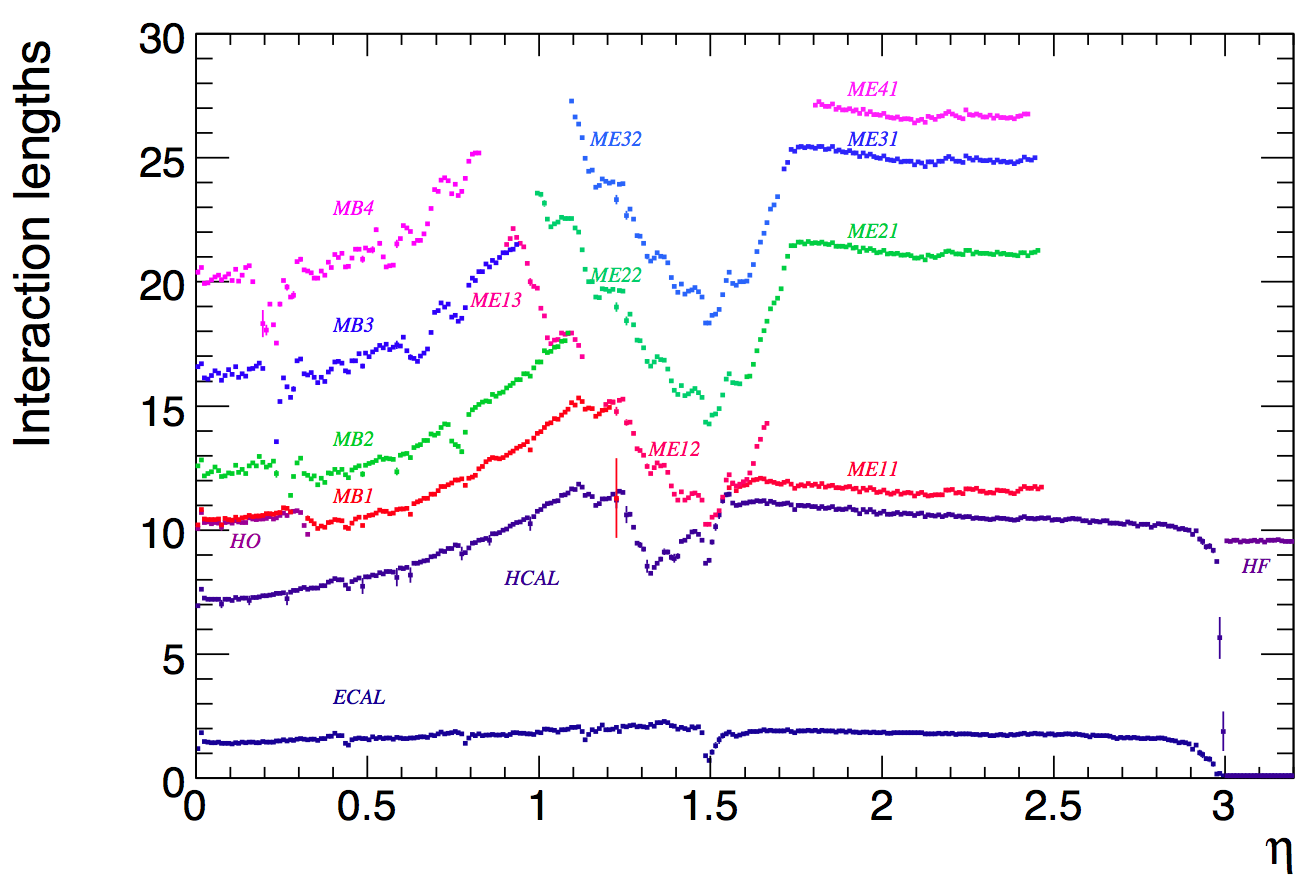 Interaction lengths
30
25
20
15
10
5
0
ME41
ME32
ME31
MB4
ME21
ME22
ME13
MB3
MB2
ME12
ME11
MB1
HO
HCAL
HF
ECAL
0 0.5 1 1.5 2 2.5 3
η